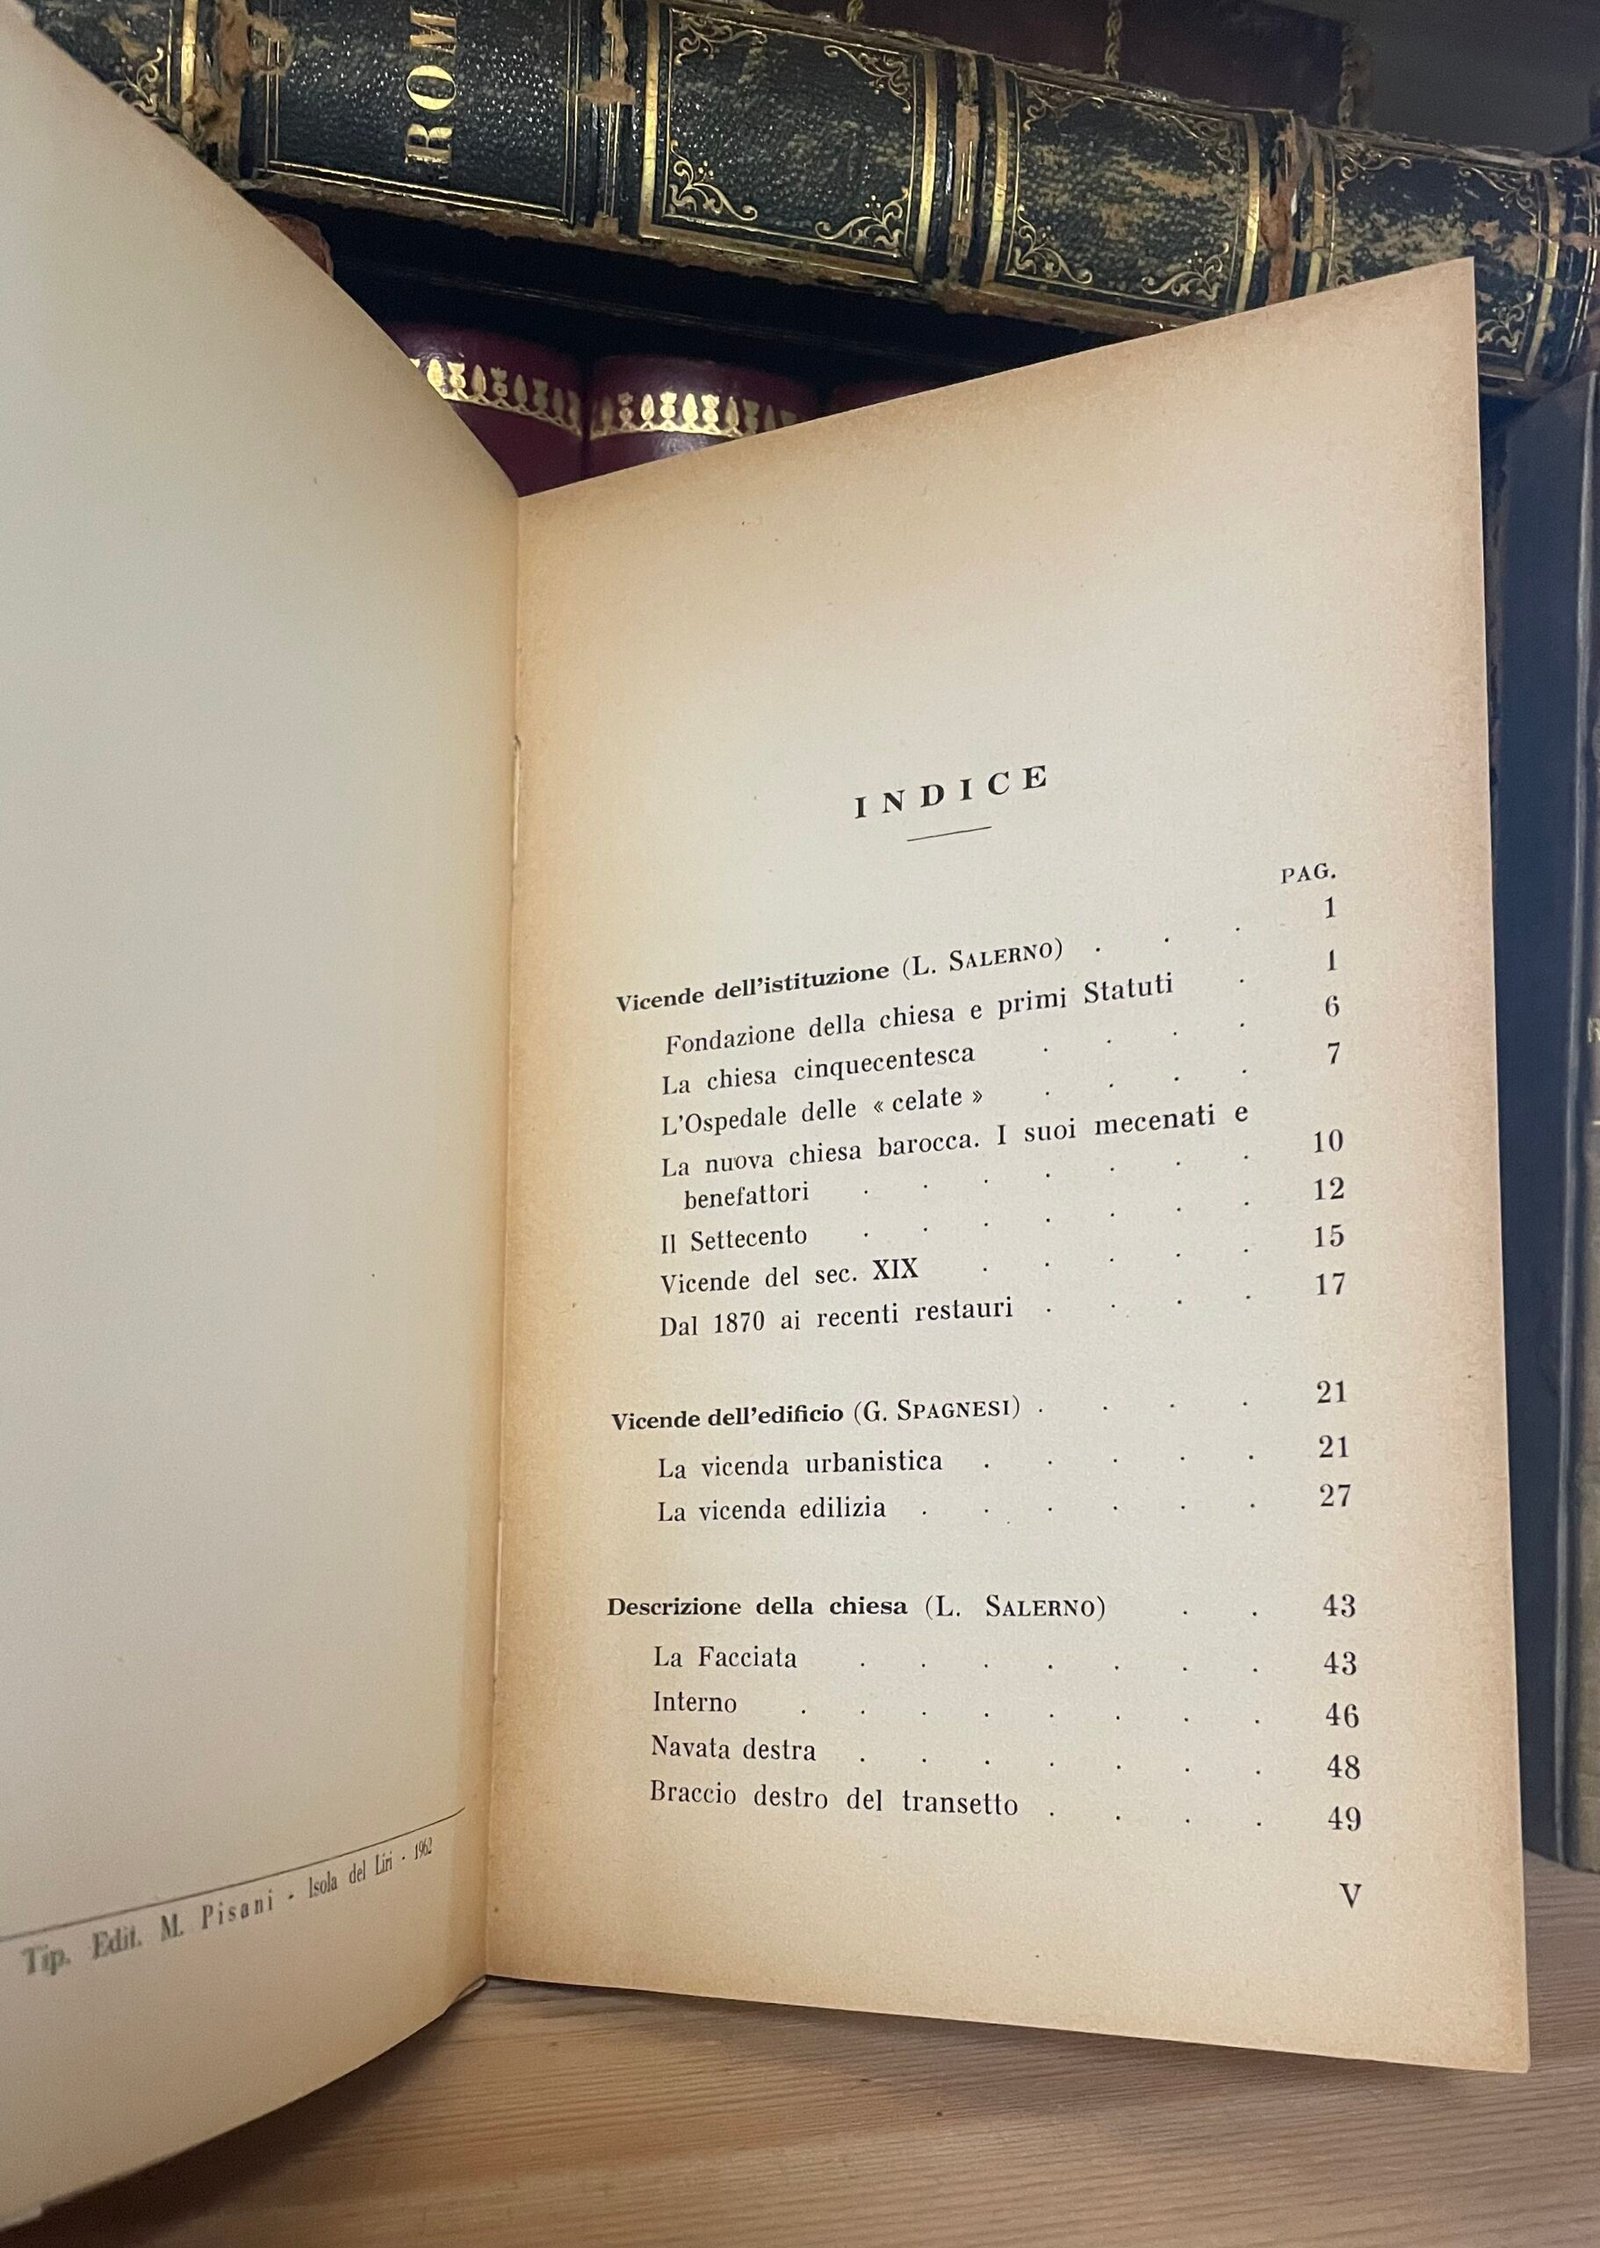 ROM
Tip. Edit. M. Pisani - Isola del Liri - 1962
INDICE
PAG.
Vicende dell'istituzione (L. SALERNO) . . . 1
Fondazione della chiesa e primi Statuti . 1
La chiesa cinquecentesca . . . . 6
L'Ospedale delle « celate » . . . . 7
La nuova chiesa barocca. I suoi mecenati e
benefattori . . . . . . . 10
Il Settecento . . . . . . . 12
Vicende del sec. XIX . . . . . 15
Dal 1870 ai recenti restauri . . . . 17
Vicende dell'edificio (G. SPAGNESI) . . . . 21
La vicenda urbanistica . . . . . 21
La vicenda edilizia . . . . . . 27
Descrizione della chiesa (L. SALERNO) . . 43
La Facciata . . . . . . . 43
Interno . . . . . . . . 46
Navata destra . . . . . . . 48
Braccio destro del transetto . . . . 49
V